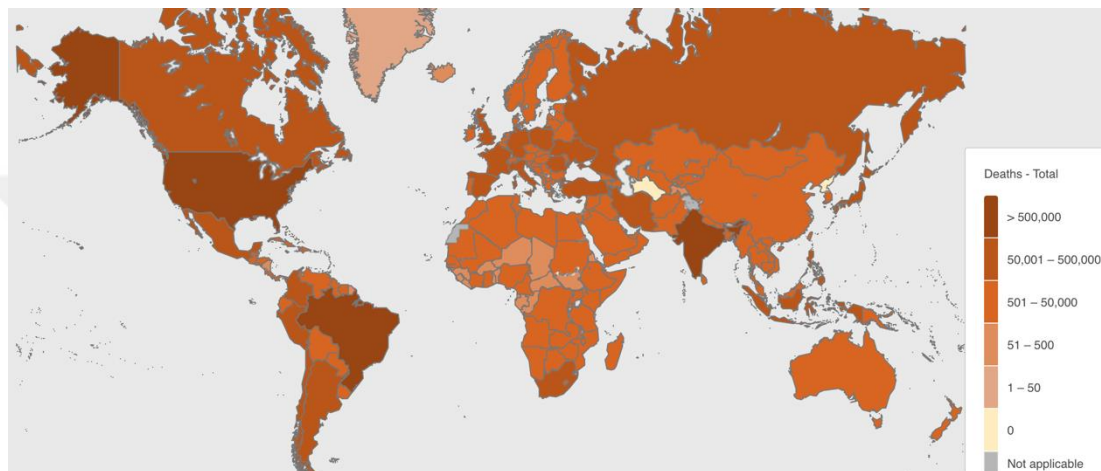 Deaths - Total
> 500,000
50,001 – 500,000
501 – 50,000
51 – 500
1 – 50
0
Not applicable